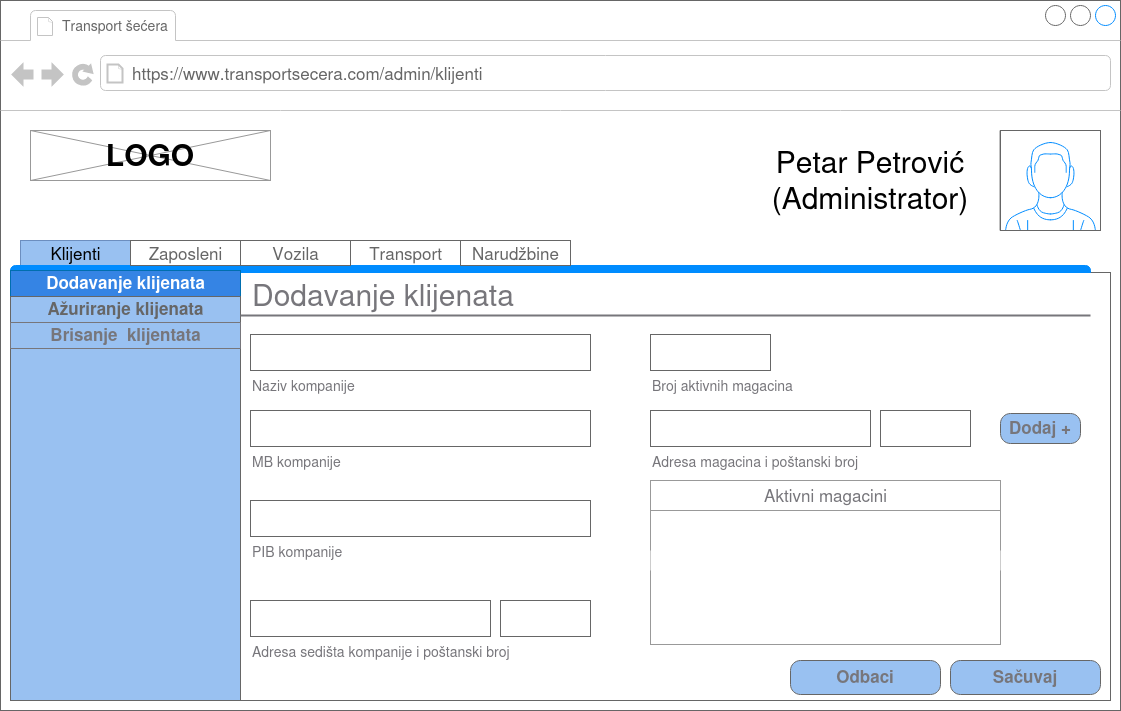 Transport šećera
https://www.transportsecera.com/admin/klijenti
LOGO
Petar Petrović
(Administrator)
Klijenti Zaposleni Vozila Transport Narudžbine
Dodavanje klijenata
Ažuriranje klijenata
Brisanje klijentata
Dodavanje klijenata
Naziv kompanije
MB kompanije
PIB kompanije
Adresa sedišta kompanije i poštanski broj
Broj aktivnih magacina
Dodaj +
Adresa magacina i poštanski broj
Aktivni magacini
Odbaci Sačuvaj